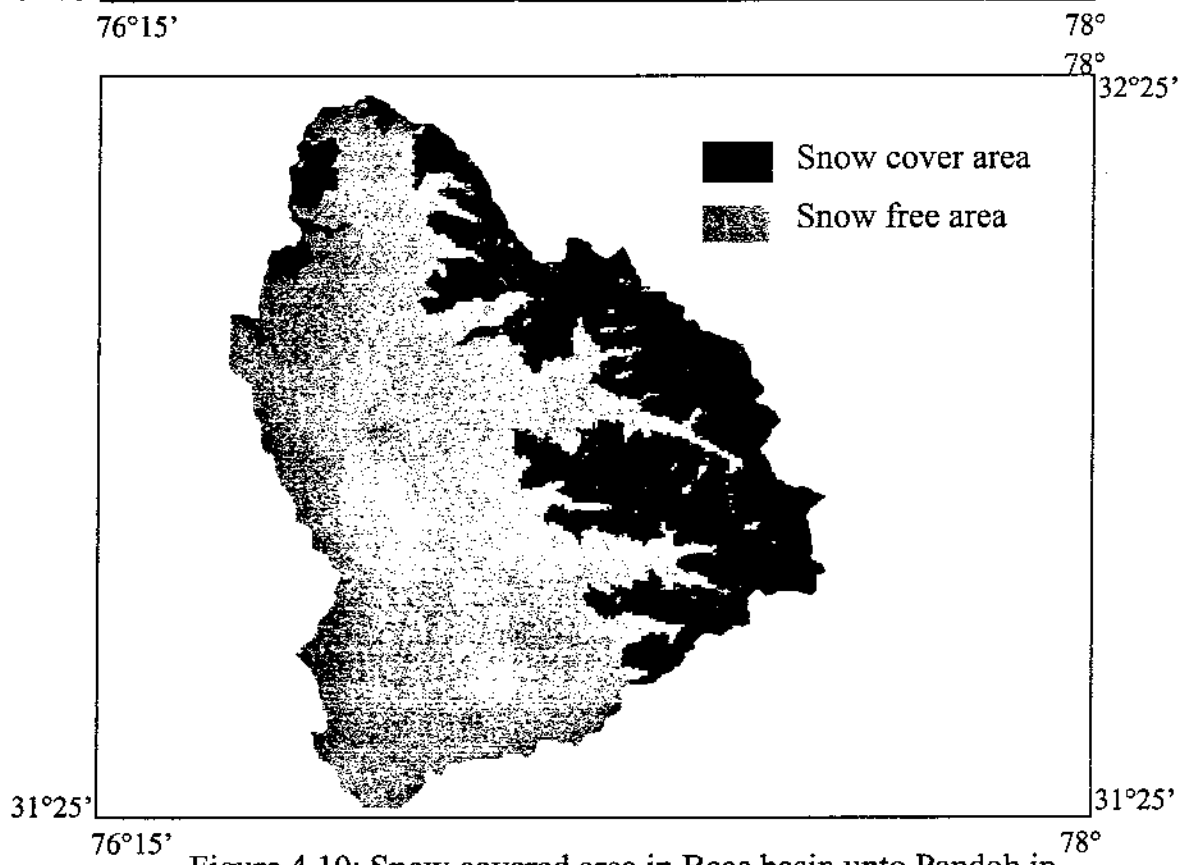 76°15’ 78°
78°
32°25’
Snow cover area
Snow free area
31°25’ 31°25’
76°15’ 78°
Figure 4.10: Snow covered area in Beas basin upto Pandoh in